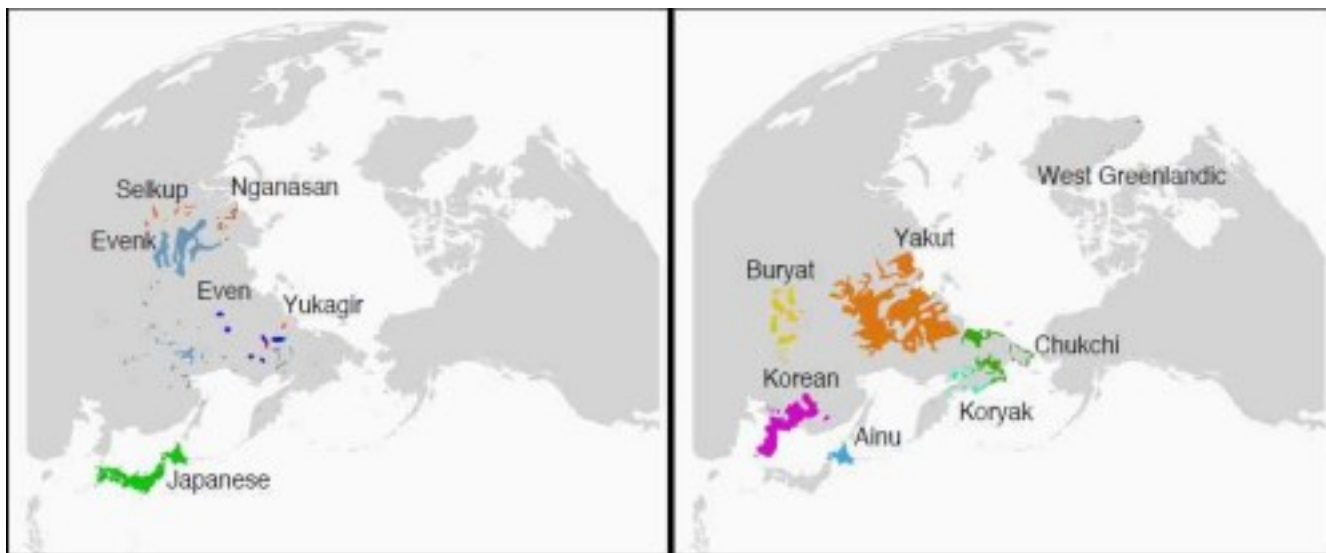 Selkup
Nganasan
Evenk
Even
Yukagir
Japanese
West Greenlandic
Yakut
Buryat
Chukchi
Korean
Koryak
Ainu